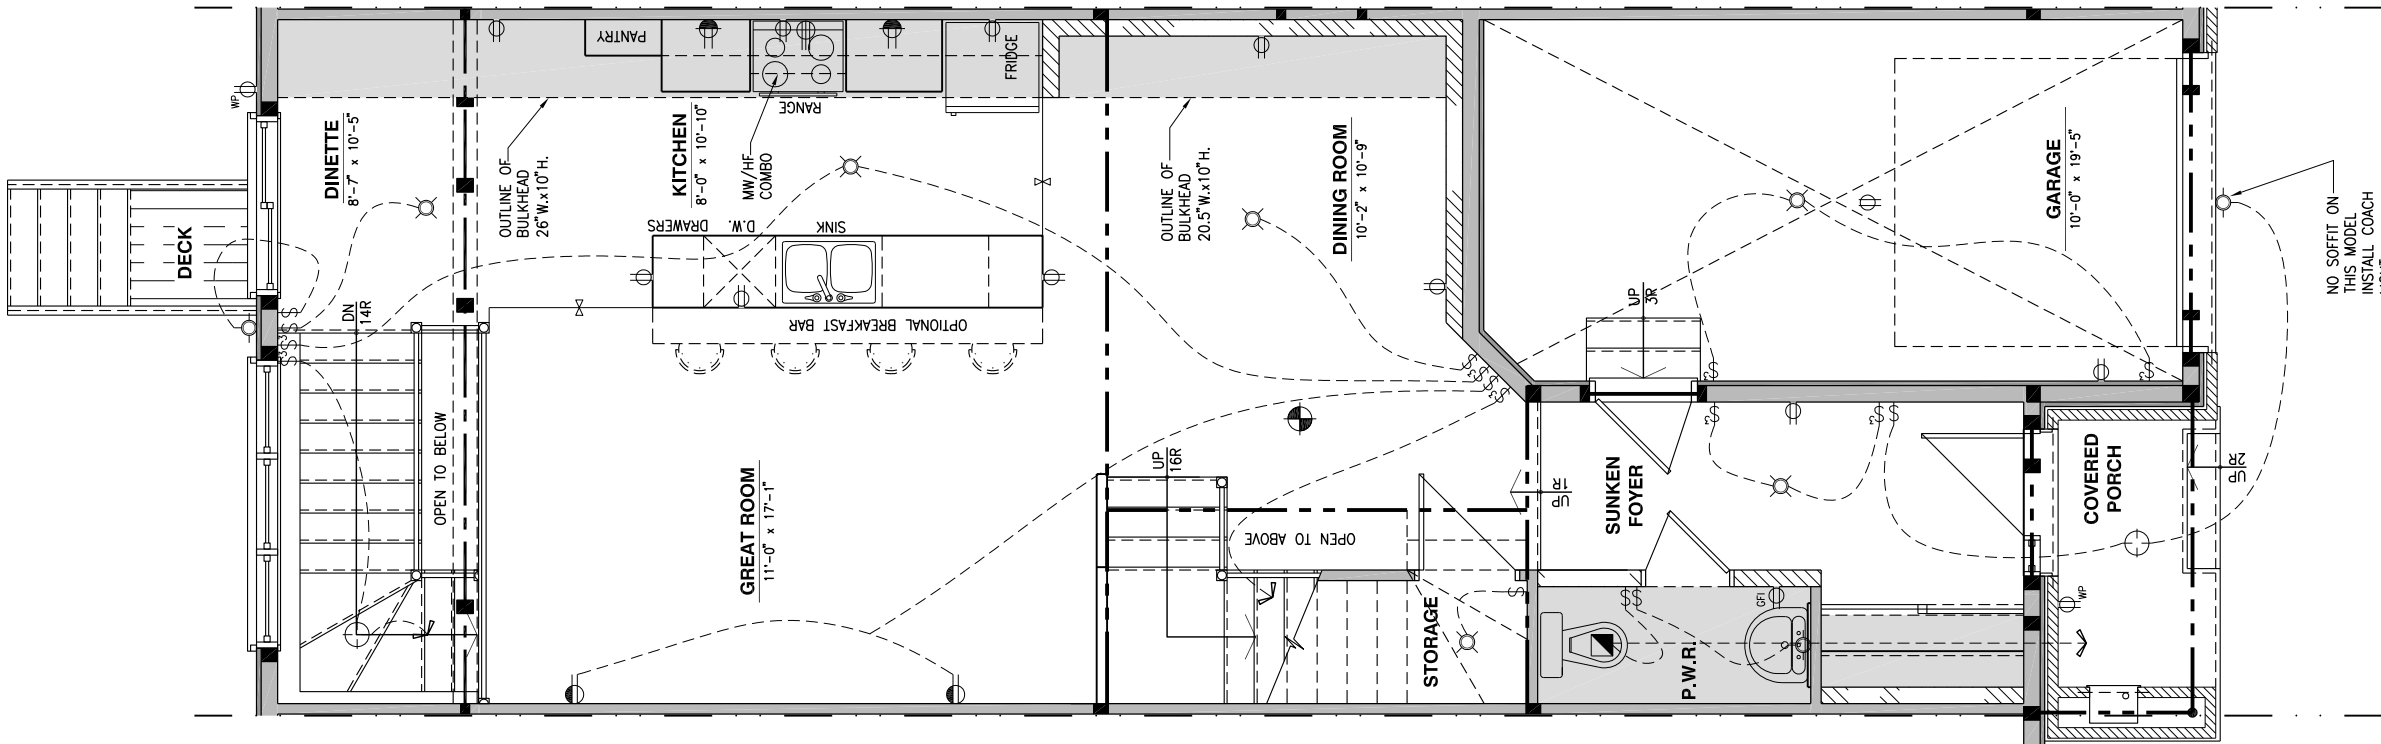 DECK
WP
DINETTE
8'-7" x 10'-5"
DN
14R
OPEN TO BELOW
OUTLINE OF
BULKHEAD
26"W.x10"H.
PANTRY
KITCHEN
8'-0" x 10'-10"
MW/HF
COMBO
RANGE
FRIDGE
DRAWERS
D.W.
SINK
OPTIONAL BREAKFAST BAR
GREAT ROOM
11'-0" x 17'-1"
OUTLINE OF
BULKHEAD
20.5"W.x10"H.
DINING ROOM
10'-2" x 10'-9"
UP
16R
OPEN TO ABOVE
STORAGE
UP
1R
SUNKEN
FOYER
P.W.R.
GFI
UP
3R
GARAGE
10'-0" x 19'-5"
COVERED
PORCH
WP
UP
2R
NO SOFFIT ON
THIS MODEL
INSTALL COACH